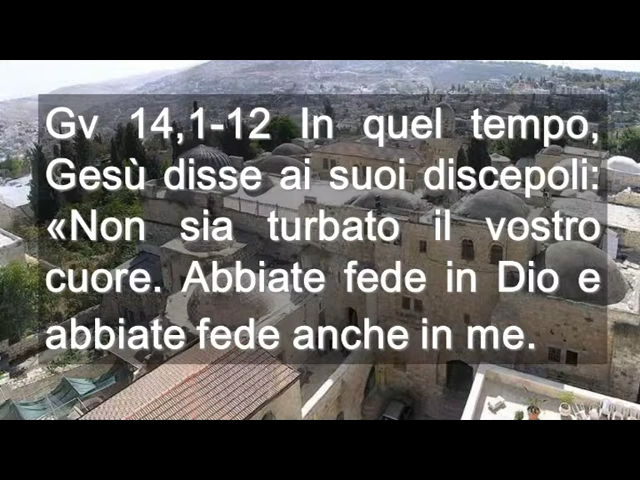 Gv 14,1-12 In quel tempo,
Gesù disse ai suoi discepoli:
«Non sia turbato il vostro
cuore. Abbiate fede in Dio e
abbiate fede anche in me.